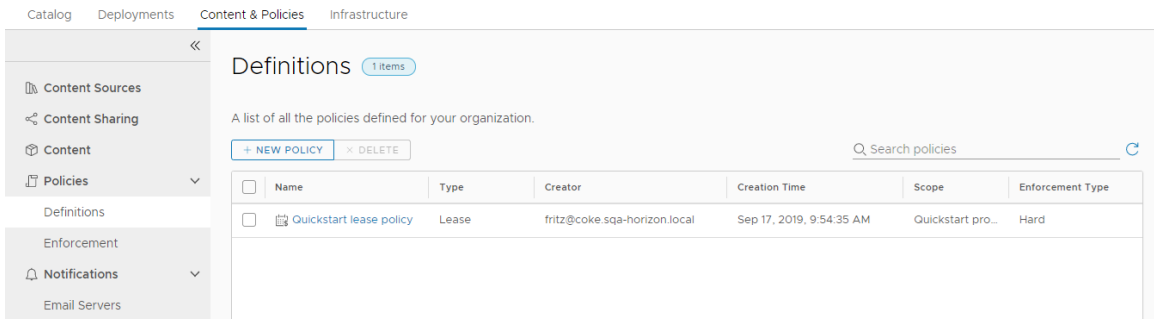 Catalog Deployments Content & Policies Infrastructure
Content Sources
Content Sharing
Content
Policies
Definitions
Enforcement
Notifications
Email Servers
Definitions 1 items
A list of all the policies defined for your organization.
+ NEW POLICY × DELETE Search policies
Name Type Creator Creation Time Scope Enforcement Type
Quickstart lease policy Lease fritz@coke.sqa-horizon.local Sep 17, 2019, 9:54:35 AM Quickstart pro... Hard